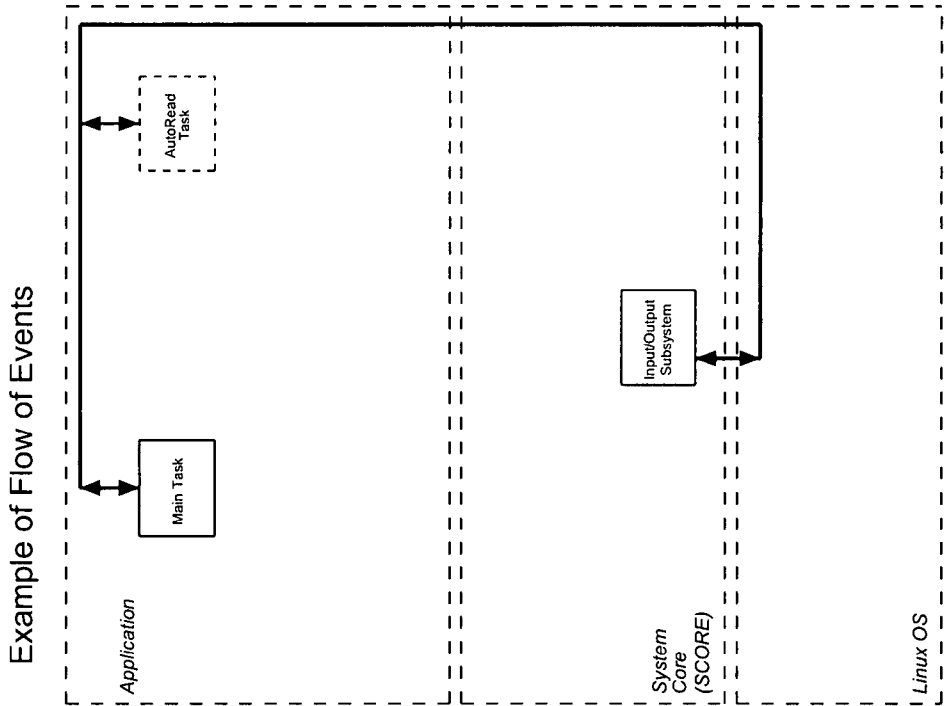 Example of Flow of Events
Application
Main Task
AutoRead
Task
System
Core
(SCORE)
Input/Output
Subsystem
Linux OS